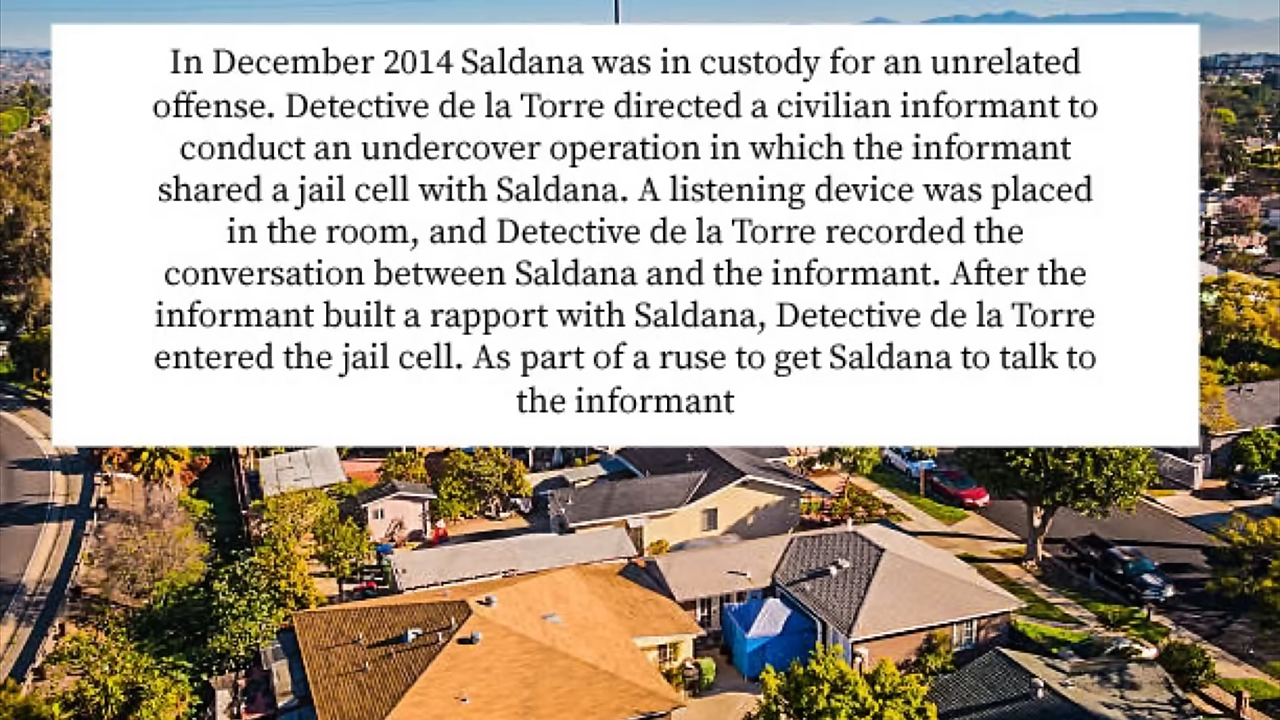 In December 2014 Saldana was in custody for an unrelated
offense. Detective de la Torre directed a civilian informant to
conduct an undercover operation in which the informant
shared a jail cell with Saldana. A listening device was placed
in the room, and Detective de la Torre recorded the
conversation between Saldana and the informant. After the
informant built a rapport with Saldana, Detective de la Torre
entered the jail cell. As part of a ruse to get Saldana to talk to
the informant